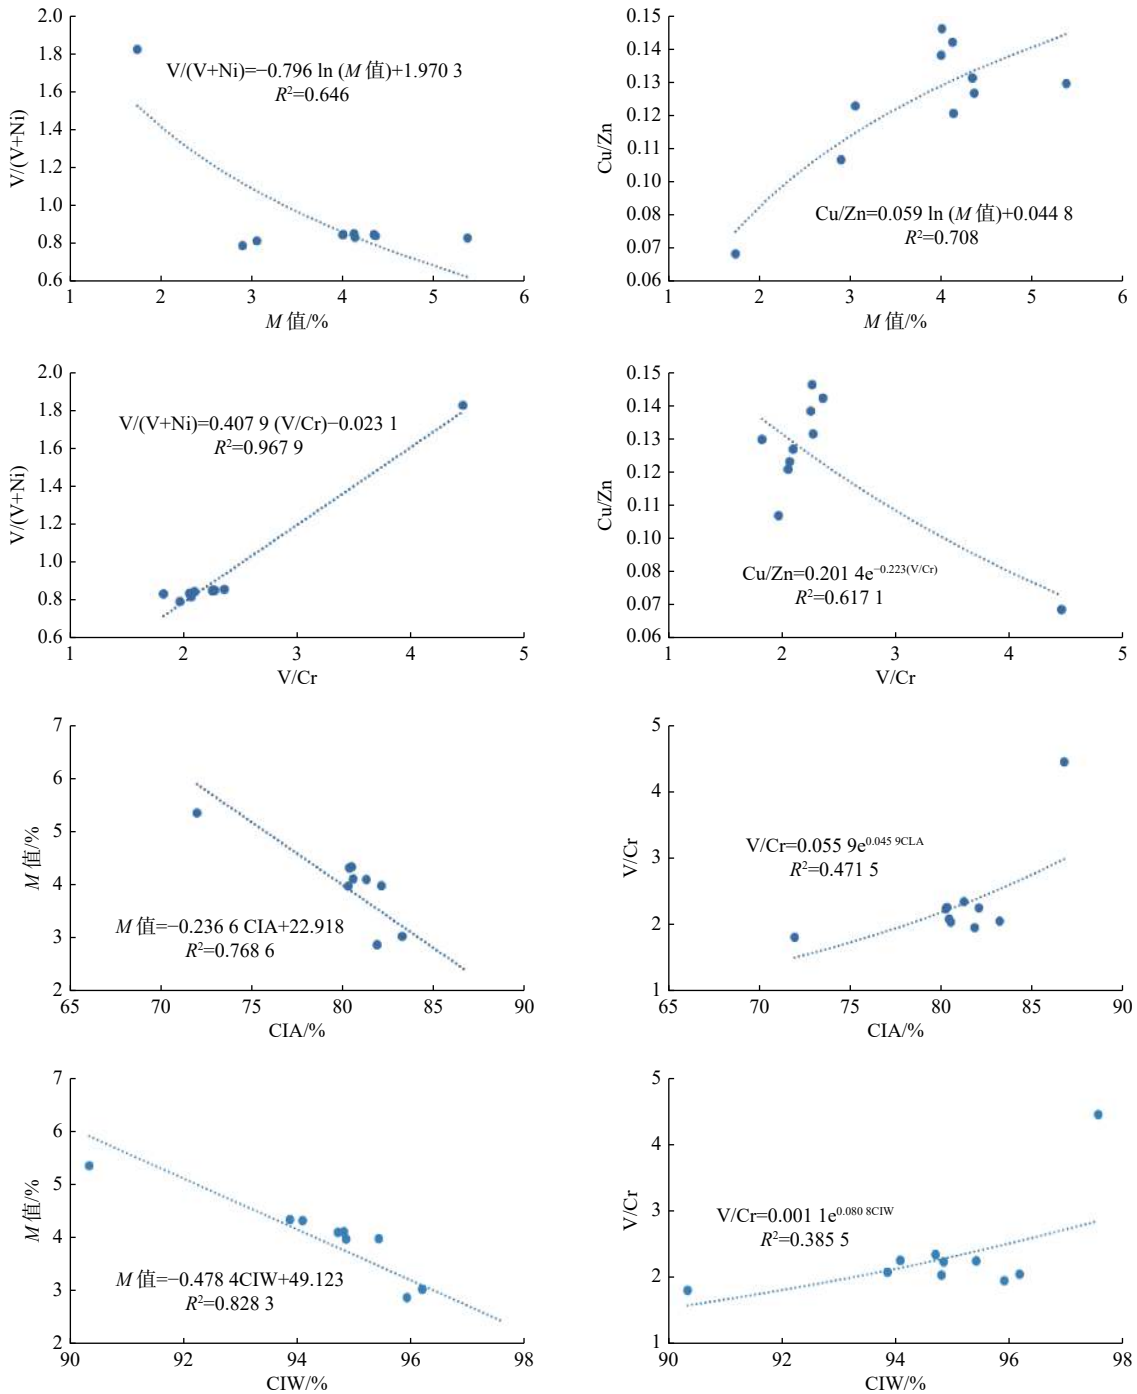 2.0
1.8
1.6
1.4
1.2
1.0
0.8
0.6
V/(V+Ni)
V/(V+Ni)=−0.796 ln (M 值)+1.970 3
R²=0.646
1 2 3 4 5 6
M 值/%
0.15
0.14
0.13
0.12
0.11
0.10
0.09
0.08
0.07
0.06
Cu/Zn
Cu/Zn=0.059 ln (M 值)+0.044 8
R²=0.708
1 2 3 4 5 6
M 值/%
2.0
1.8
1.6
1.4
1.2
1.0
0.8
0.6
V/(V+Ni)
V/(V+Ni)=0.407 9 (V/Cr)−0.023 1
R²=0.967 9
1 2 3 4 5
V/Cr
0.15
0.14
0.13
0.12
0.11
0.10
0.09
0.08
0.07
0.06
Cu/Zn
Cu/Zn=0.201 4e−0.223(V/Cr)
R²=0.617 1
1 2 3 4 5
V/Cr
7
6
5
4
3
2
M 值/%
M 值=−0.236 6 CIA+22.918
R²=0.768 6
65 70 75 80 85 90
CIA/%
5
4
3
2
1
V/Cr
V/Cr=0.055 9e0.045 9CLA
R²=0.471 5
65 70 75 80 85 90
CIA/%
7
6
5
4
3
2
M 值/%
M 值=−0.478 4CIW+49.123
R²=0.828 3
90 92 94 96 98
CIW/%
5
4
3
2
1
V/Cr
V/Cr=0.001 1e0.080 8CIW
R²=0.385 5
90 92 94 96 98
CIW/%